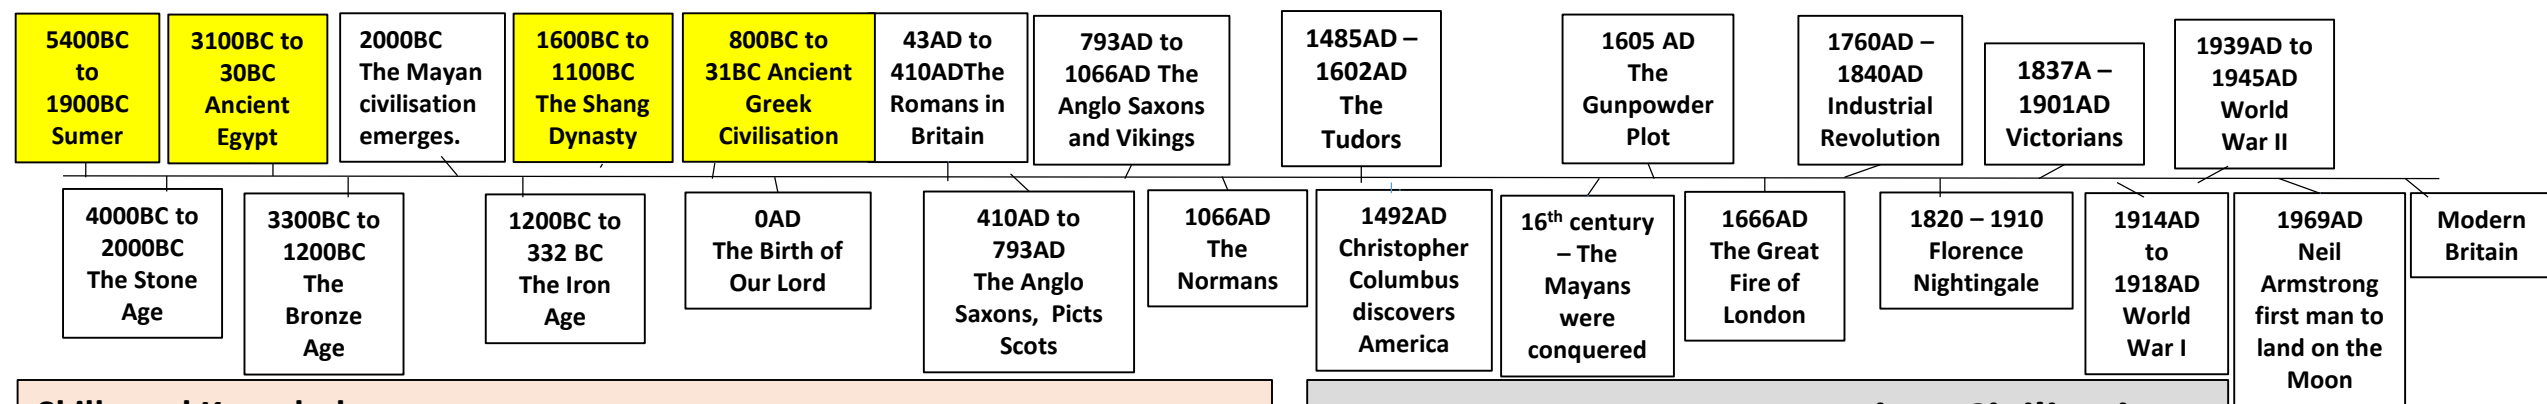 5400BC
to
1900BC
Sumer
3100BC to
30BC
Ancient
Egypt
2000BC
The Mayan
civilisation
emerges.
1600BC to
1100BC
The Shang
Dynasty
800BC to
31BC Ancient
Greek
Civilisation
43AD to
410ADThe
Romans in
Britain
793AD to
1066AD The
Anglo Saxons
and Vikings
1485AD –
1602AD
The
Tudors
1605 AD
The
Gunpowder
Plot
1760AD –
1840AD
Industrial
Revolution
1837A –
1901AD
Victorians
1939AD to
1945AD
World
War II
4000BC to
2000BC
The Stone
Age
3300BC to
1200BC
The
Bronze
Age
1200BC to
332 BC
The Iron
Age
0AD
The Birth of
Our Lord
410AD to
793AD
The Anglo
Saxons, Picts
Scots
1066AD
The
Normans
1492AD
Christopher
Columbus
discovers
America
16th century
– The
Mayans
were
conquered
1666AD
The Great
Fire of
London
1820 – 1910
Florence
Nightingale
1914AD
to
1918AD
World
War I
1969AD
Neil
Armstrong
first man to
land on the
Moon
Modern
Britain